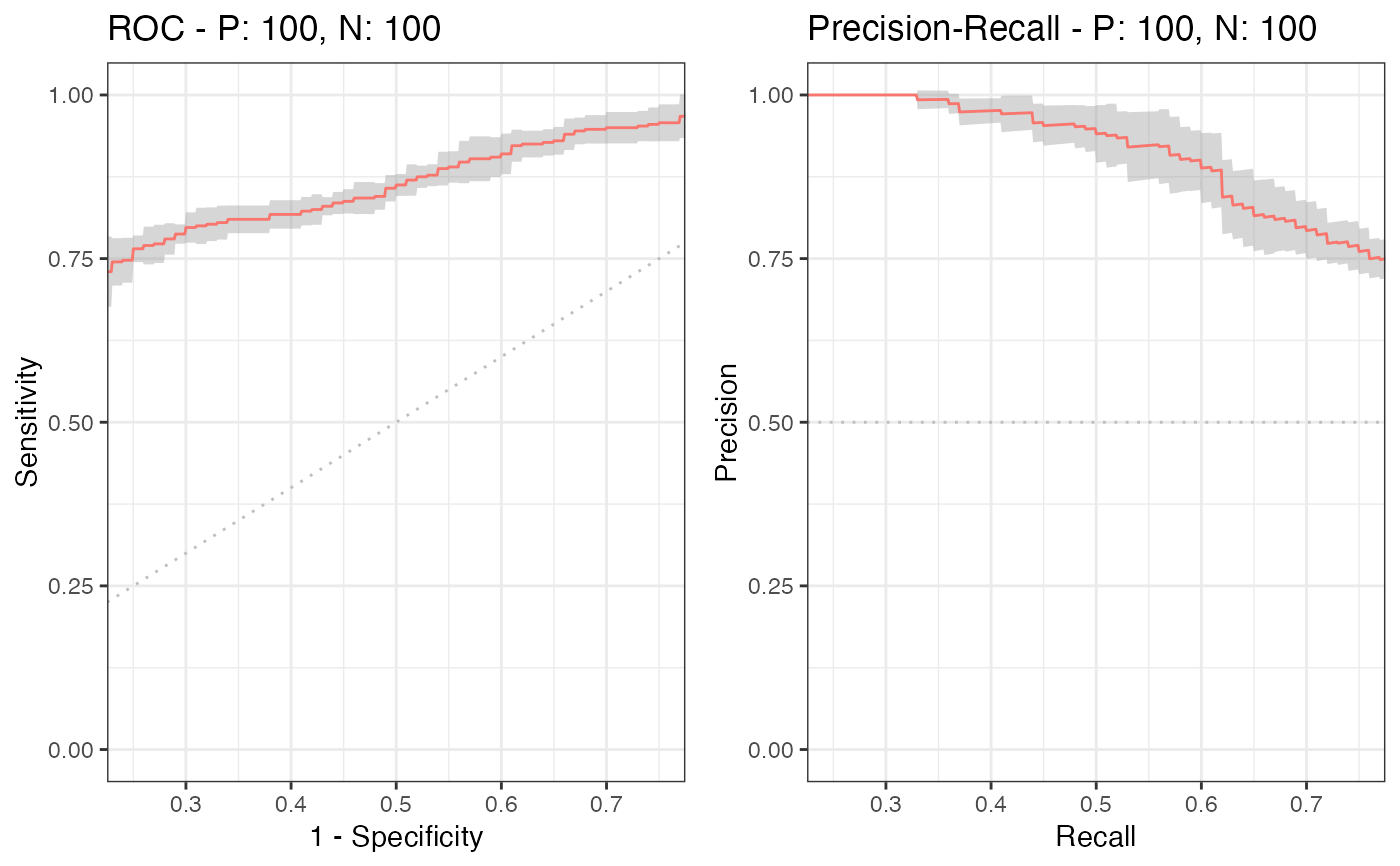 ROC - P: 100, N: 100
1.00
0.75
0.50
0.25
0.00
Sensitivity
0.3 0.4 0.5 0.6 0.7
1 - Specificity
Precision-Recall - P: 100, N: 100
1.00
0.75
0.50
0.25
0.00
Precision
0.3 0.4 0.5 0.6 0.7
Recall